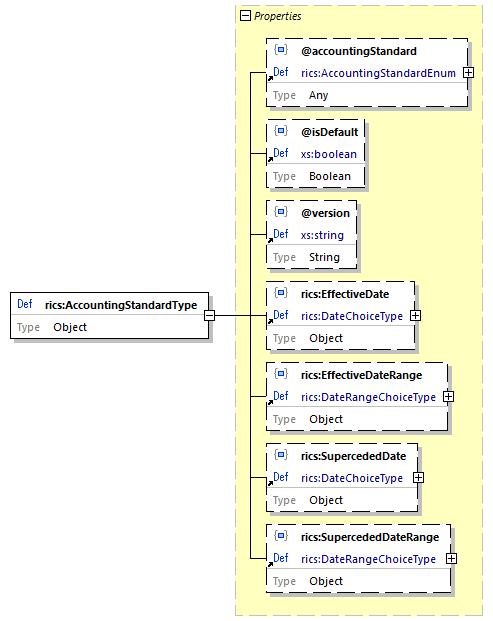 Properties
@accountingStandard
Def rics:AccountingStandardEnum
Type Any
@isDefault
Def xs:boolean
Type Boolean
@version
Def xs:string
Type String
rics:EffectiveDate
Def rics:DateChoiceType
Type Object
Def rics:AccountingStandardType
Type Object
rics:EffectiveDateRange
Def rics:DateRangeChoiceType
Type Object
rics:SupercededDate
Def rics:DateChoiceType
Type Object
rics:SupercededDateRange
Def rics:DateRangeChoiceType
Type Object